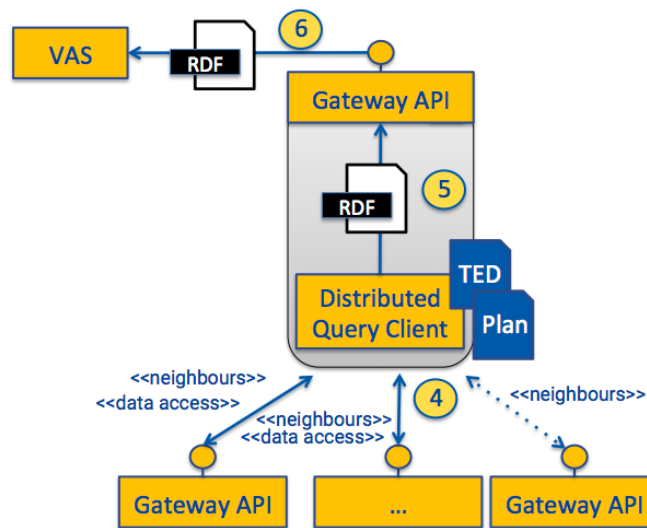 6
VAS
RDF
Gateway API
5
RDF
TED
Distributed
Query Client
Plan
<<neighbours>>
<<data access>>
<<neighbours>>
<<data access>>
4
<<neighbours>>
Gateway API
...
Gateway API